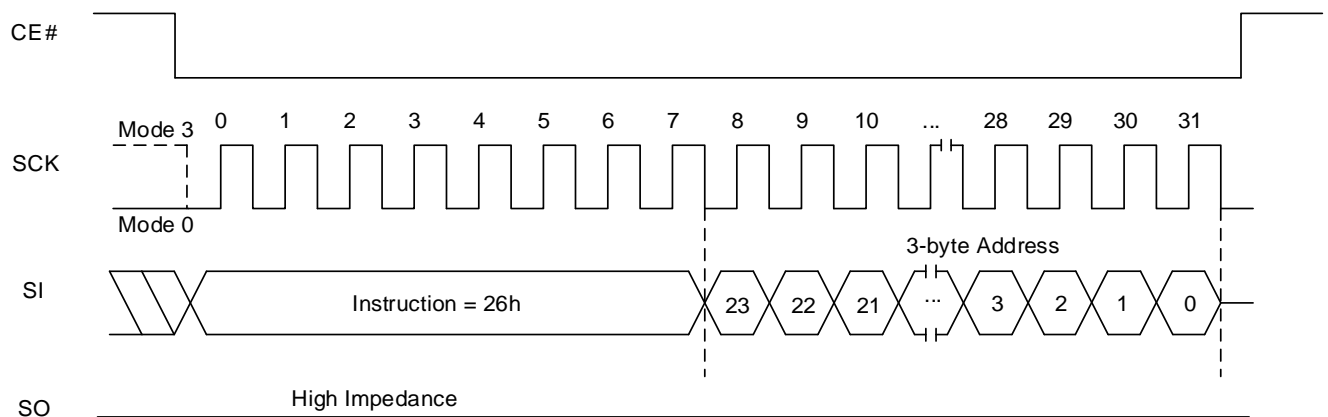 CE#
Mode 3
0 1 2 3 4 5 6 7 8 9 10 ... 28 29 30 31
SCK
Mode 0
3-byte Address
SI
Instruction = 26h
23 22 21 ... 3 2 1 0
High Impedance
SO